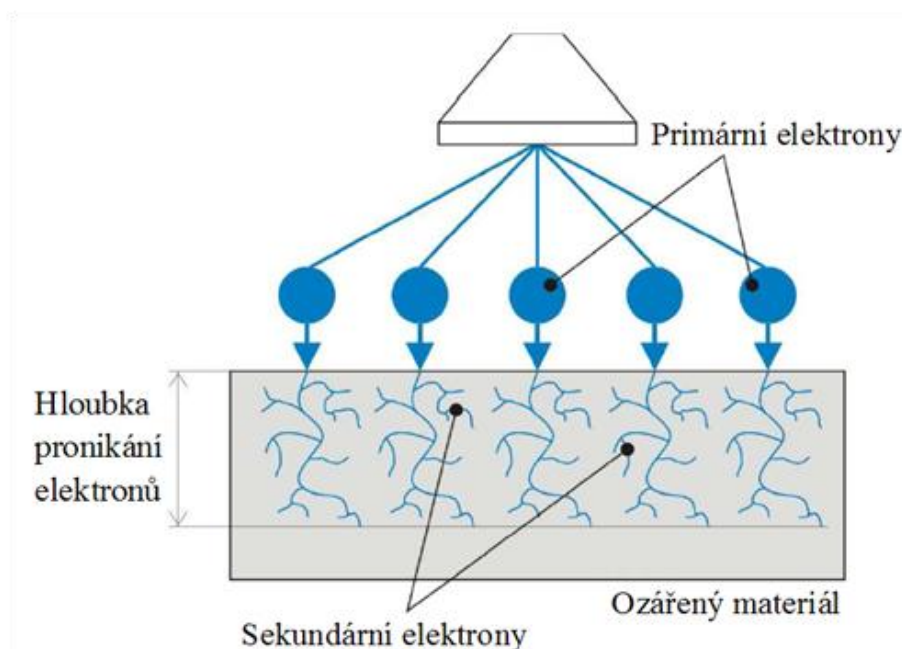 Primární elektrony
Hloubka
pronikání
elektronů
Ozářený materiál
Sekundární elektrony